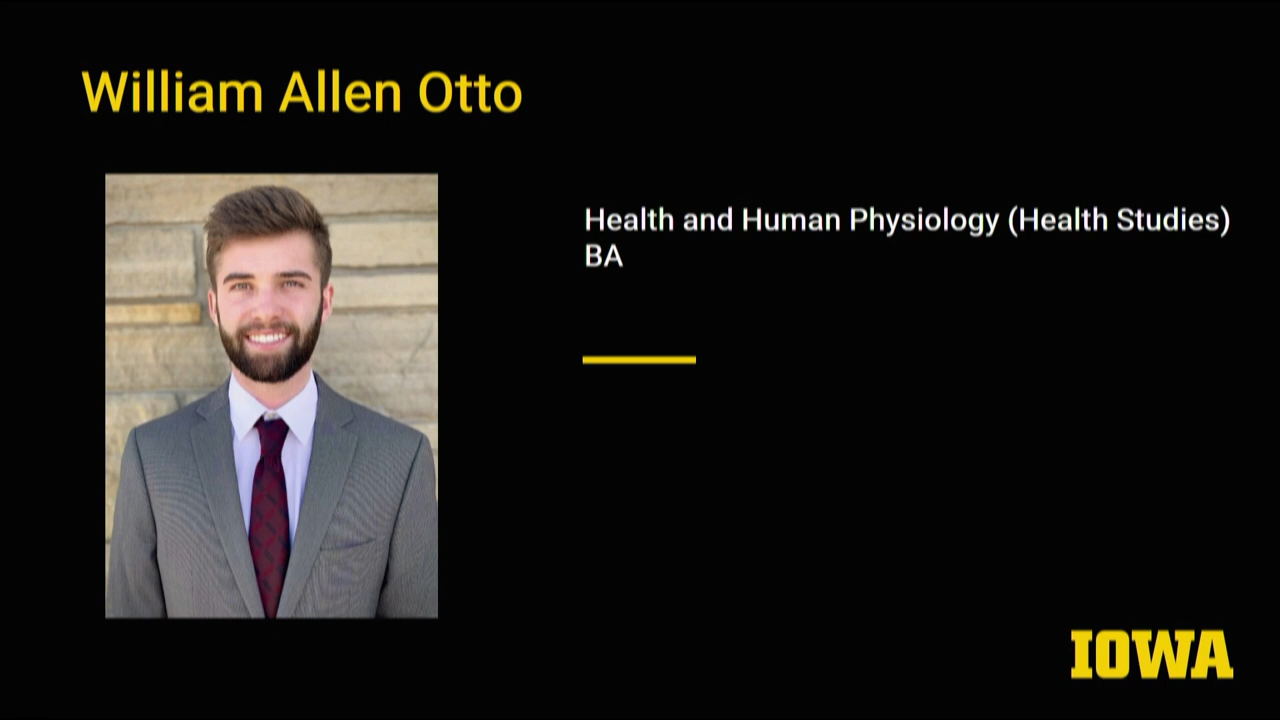 William Allen Otto
Health and Human Physiology (Health Studies)
BA
IOWA